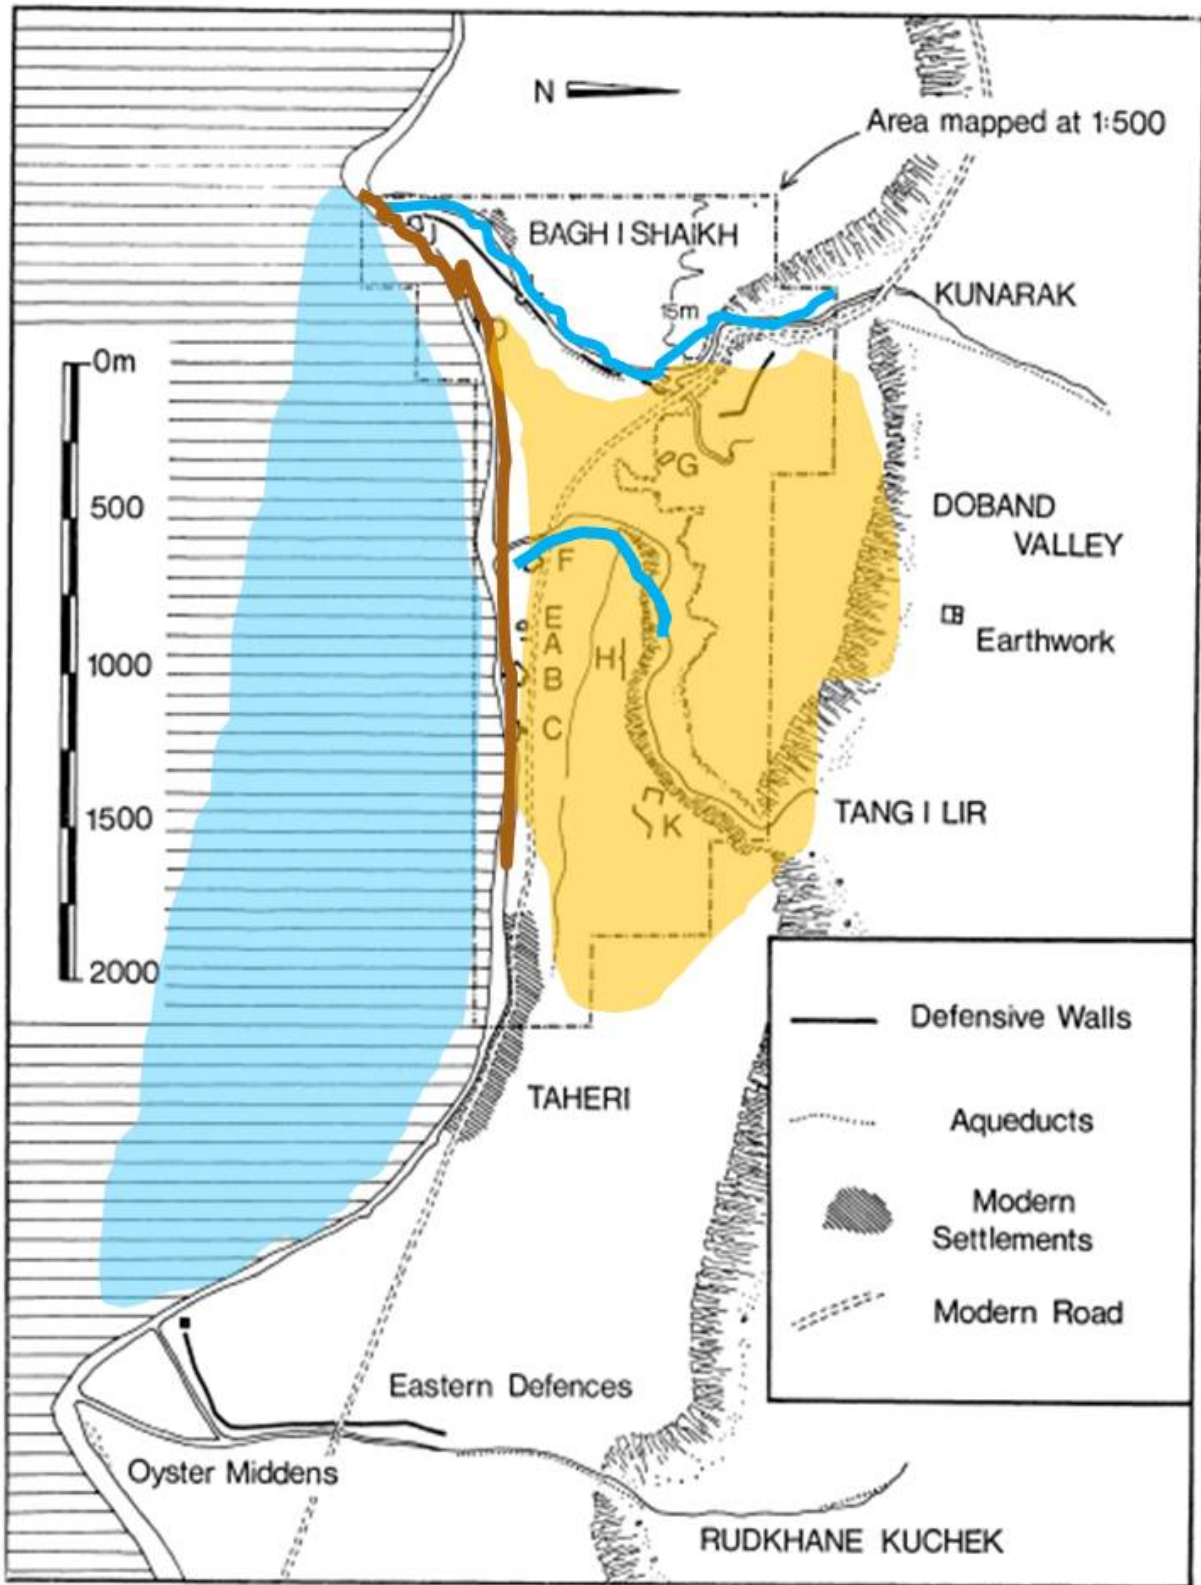 N
Area mapped at 1:500
J
BAGH I SHAIKH
KUNARAK
15m
D
0m
G
500
DOBAND
VALLEY
F
E
A
H
B
1000
Earthwork
C
1500
K
TANG I LIR
2000
Defensive Walls
TAHERI
Aqueducts
Modern
Settlements
Modern Road
Eastern Defences
Oyster Middens
RUDKHANE KUCHEK